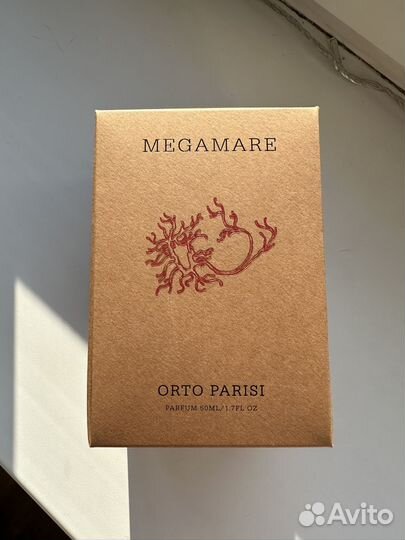 MEGAMARE
ORTO PARISI
PARFUM 50ML/1.7FL OZ
Avito